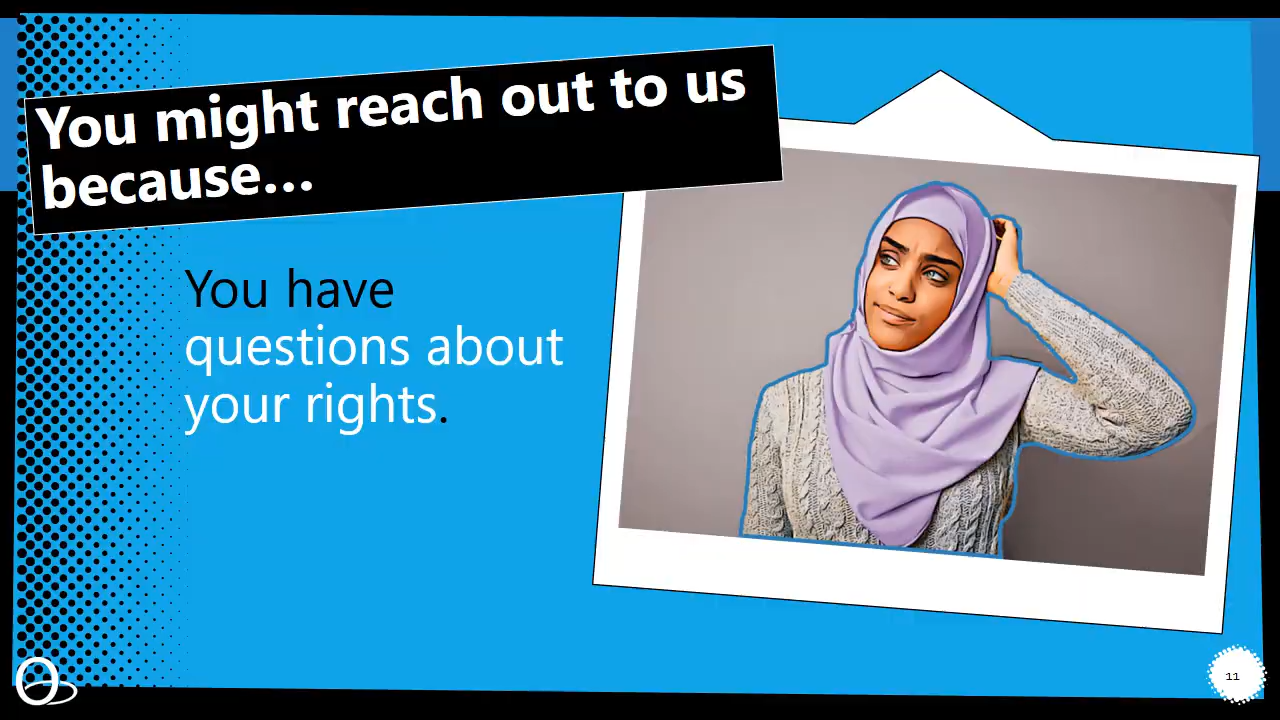 You might reach out to us
because...
You have
questions about
your rights.
11